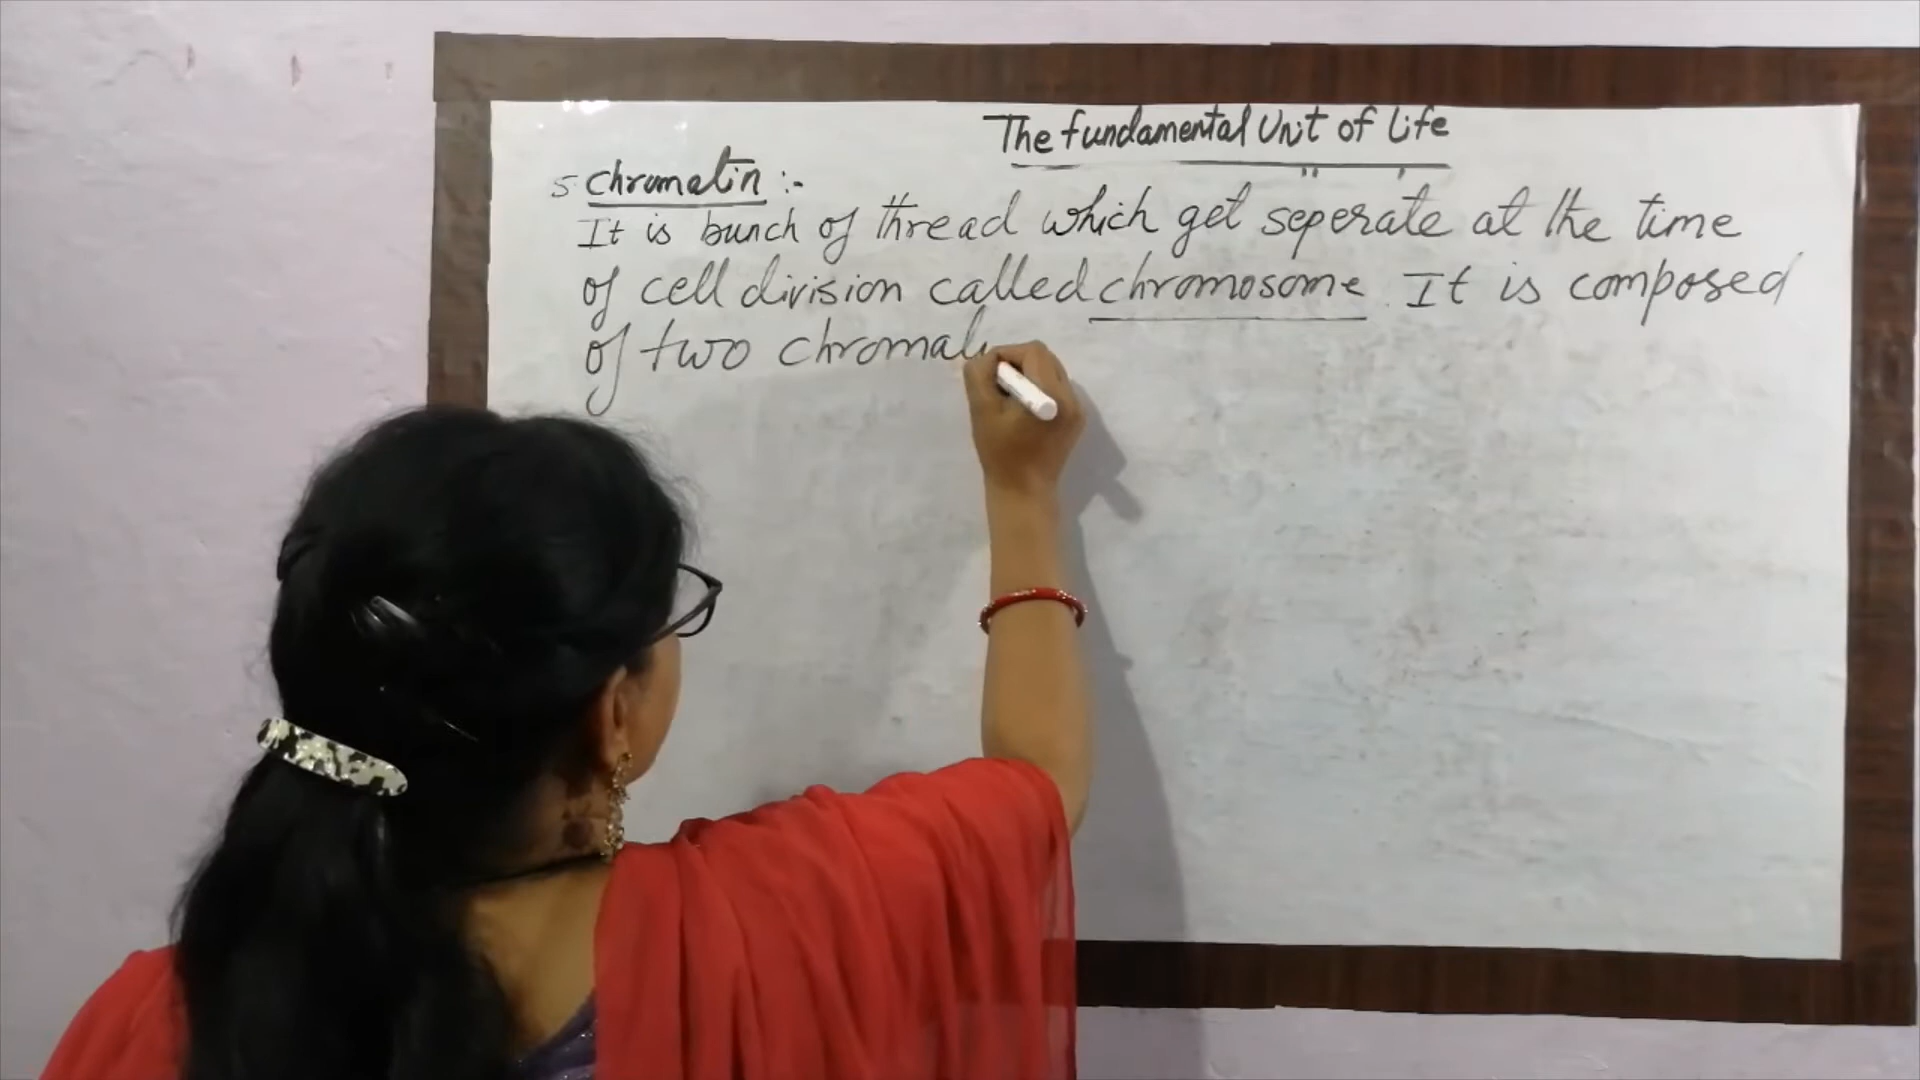 The fundamental Unit of Life
5. Chromatin :-
It is bunch of thread which get seperate at the time
of cell division called chromosome. It is composed
of two chromati